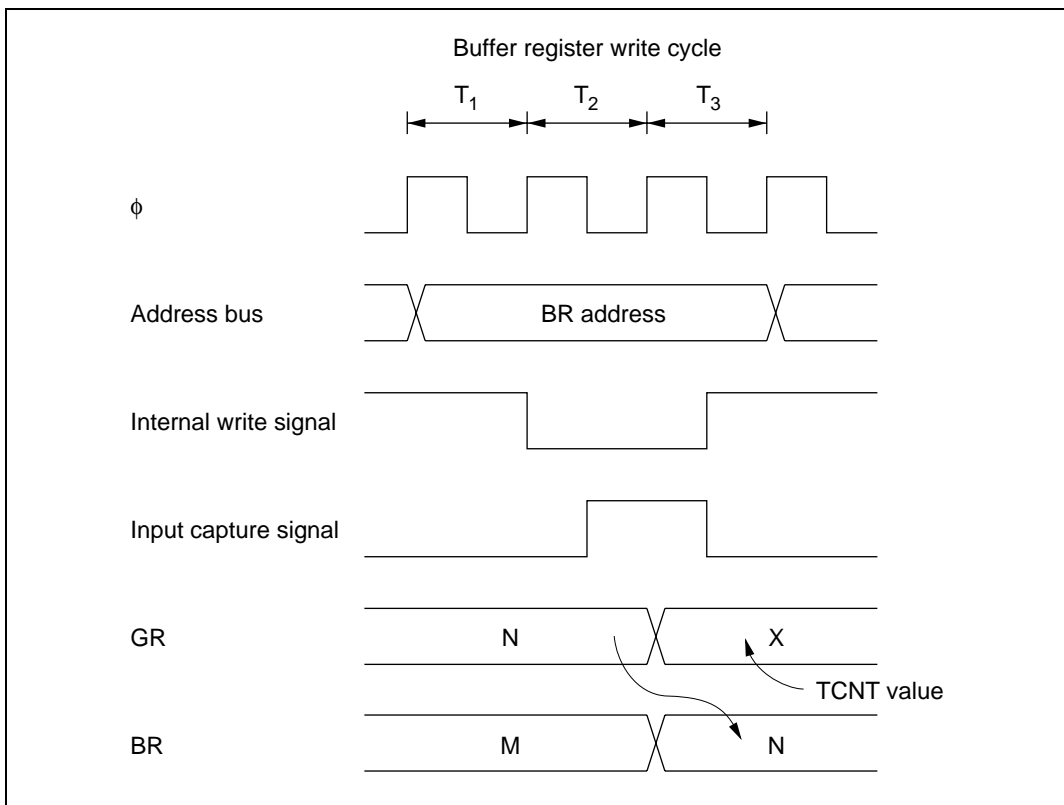 Buffer register write cycle
T1 T2 T3
ϕ
Address bus BR address
Internal write signal
Input capture signal
GR N X
TCNT value
BR M N